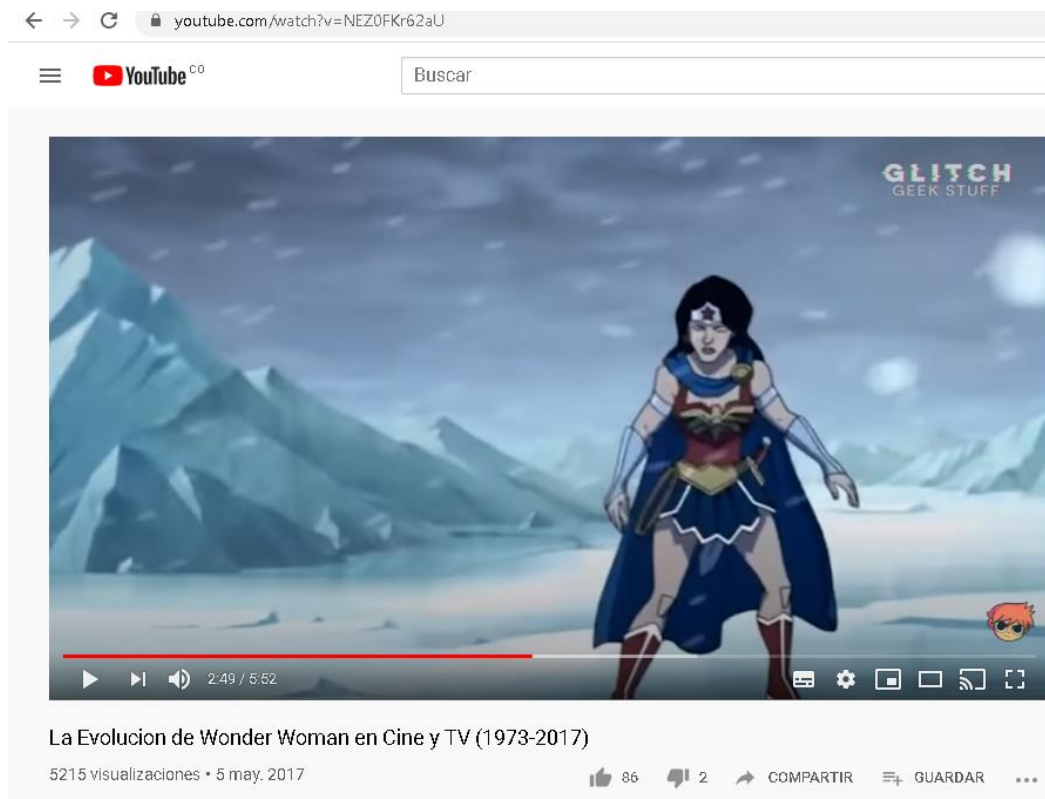 youtube.com/watch?v=NEZ0FKr62aU
YouTube CO
Buscar
GLITCH
GEEK STUFF
2:49 / 5:52
La Evolucion de Wonder Woman en Cine y TV (1973-2017)
5215 visualizaciones • 5 may. 2017
86 2 COMPARTIR GUARDAR